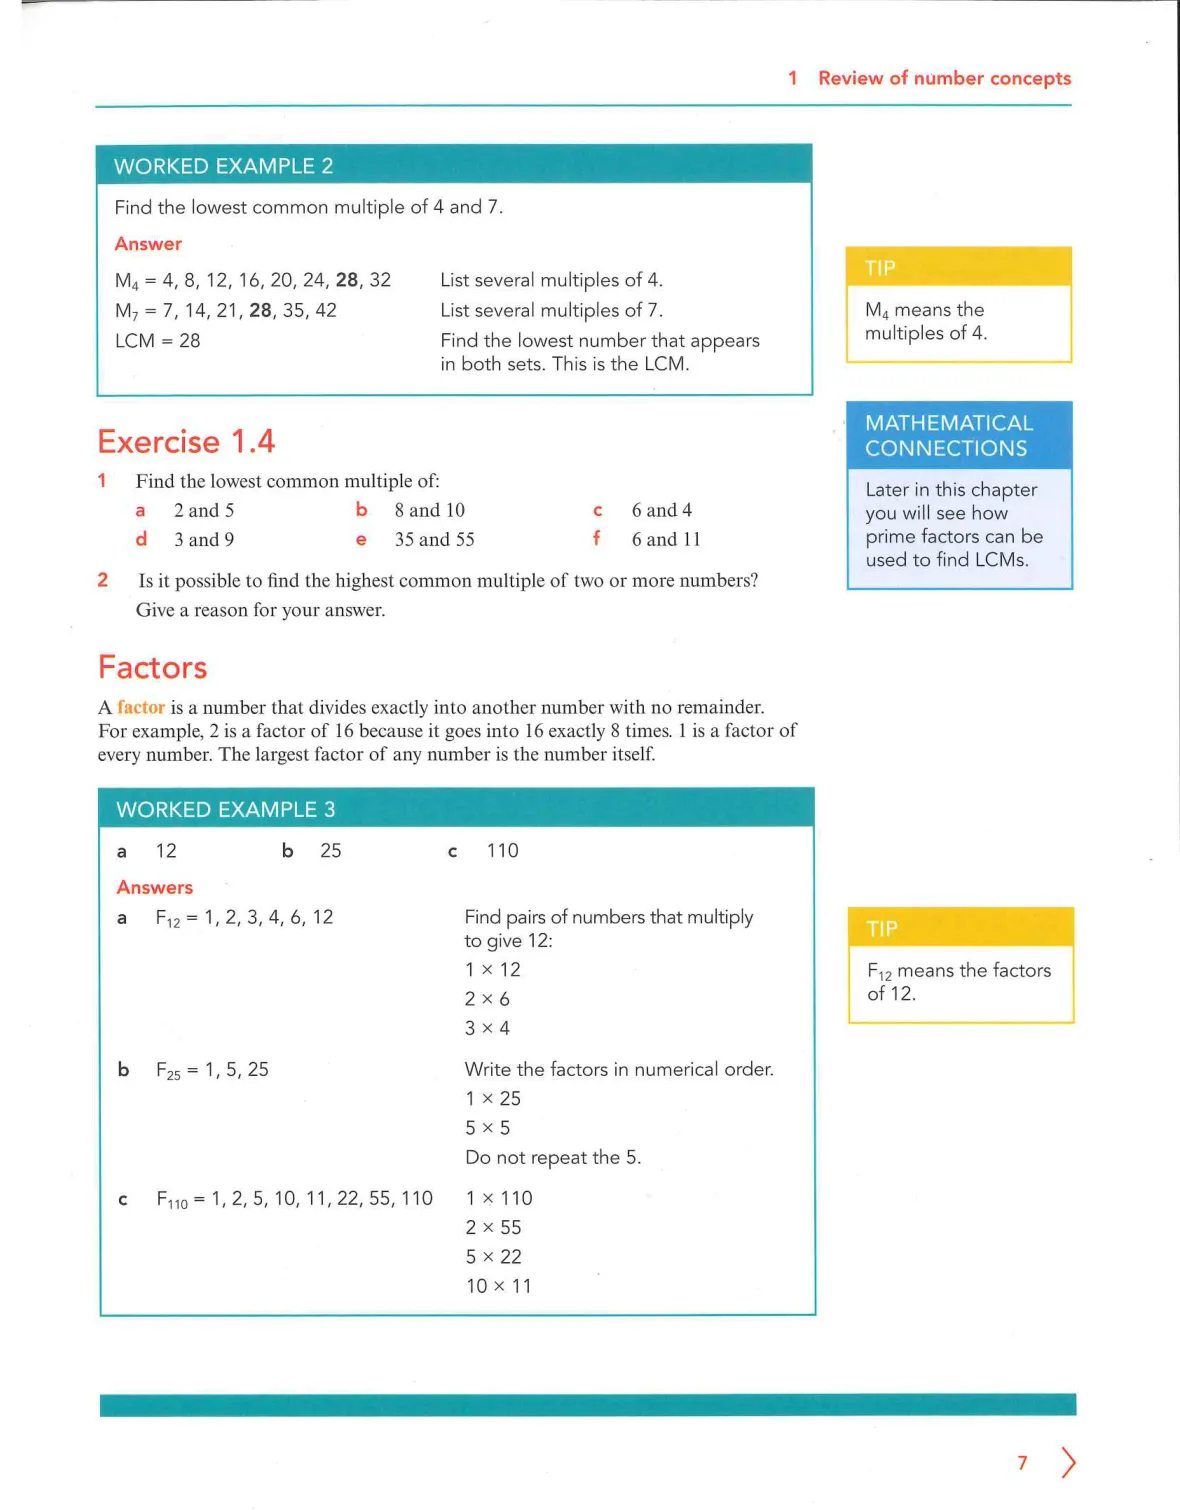 1 Review of number concepts
WORKED EXAMPLE 2
Find the lowest common multiple of 4 and 7.
Answer
M₄ = 4, 8, 12, 16, 20, 24, 28, 32 List several multiples of 4.
M₇ = 7, 14, 21, 28, 35, 42 List several multiples of 7.
LCM = 28 Find the lowest number that appears
in both sets. This is the LCM.
TIP
M₄ means the
multiples of 4.
MATHEMATICAL
CONNECTIONS
Later in this chapter
you will see how
prime factors can be
used to find LCMs.
Exercise 1.4
1 Find the lowest common multiple of:
a 2 and 5 b 8 and 10 c 6 and 4
d 3 and 9 e 35 and 55 f 6 and 11
2 Is it possible to find the highest common multiple of two or more numbers?
Give a reason for your answer.
Factors
A factor is a number that divides exactly into another number with no remainder.
For example, 2 is a factor of 16 because it goes into 16 exactly 8 times. 1 is a factor of
every number. The largest factor of any number is the number itself.
WORKED EXAMPLE 3
a 12 b 25 c 110
Answers
a F₁₂ = 1, 2, 3, 4, 6, 12 Find pairs of numbers that multiply
to give 12:
1 × 12
2 × 6
3 × 4
b F₂₅ = 1, 5, 25 Write the factors in numerical order.
1 × 25
5 × 5
Do not repeat the 5.
c F₁₁₀ = 1, 2, 5, 10, 11, 22, 55, 110 1 × 110
2 × 55
5 × 22
10 × 11
TIP
F₁₂ means the factors
of 12.
7